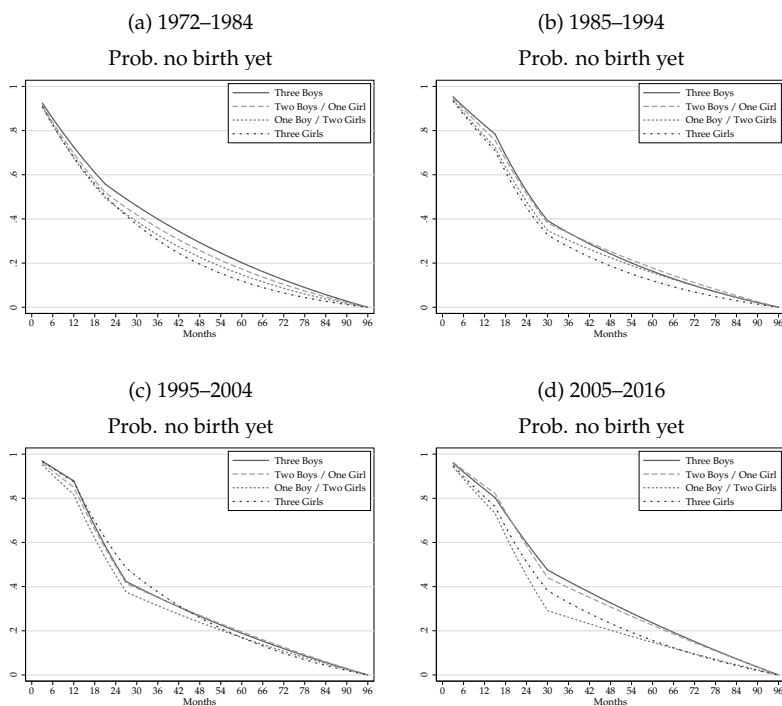 (a) 1972–1984
Prob. no birth yet
1
.8
.6
.4
.2
0
Three Boys
Two Boys / One Girl
One Boy / Two Girls
Three Girls
0 6 12 18 24 30 36 42 48 54 60 66 72 78 84 90 96
Months
(b) 1985–1994
Prob. no birth yet
1
.8
.6
.4
.2
0
Three Boys
Two Boys / One Girl
One Boy / Two Girls
Three Girls
0 6 12 18 24 30 36 42 48 54 60 66 72 78 84 90 96
Months
(c) 1995–2004
Prob. no birth yet
1
.8
.6
.4
.2
0
Three Boys
Two Boys / One Girl
One Boy / Two Girls
Three Girls
0 6 12 18 24 30 36 42 48 54 60 66 72 78 84 90 96
Months
(d) 2005–2016
Prob. no birth yet
1
.8
.6
.4
.2
0
Three Boys
Two Boys / One Girl
One Boy / Two Girls
Three Girls
0 6 12 18 24 30 36 42 48 54 60 66 72 78 84 90 96
Months